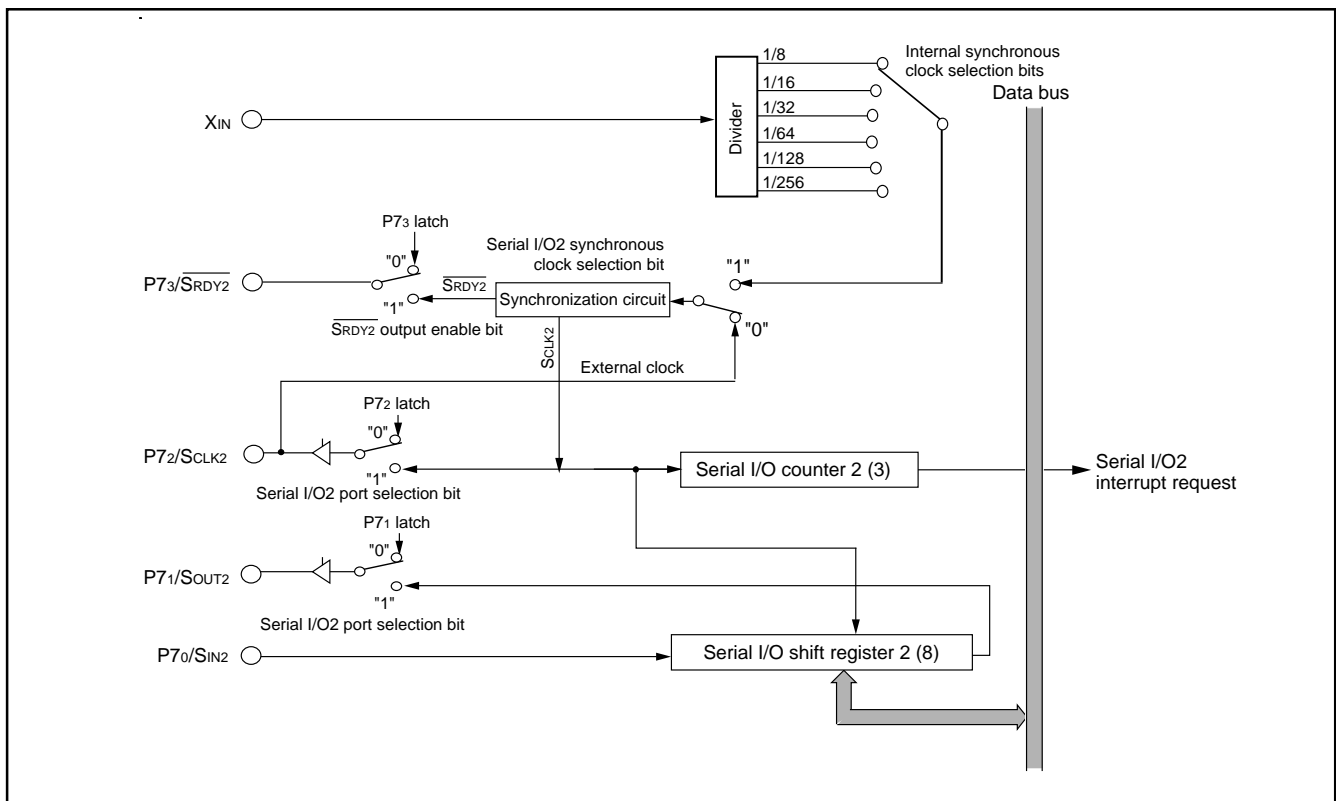 1/8
Internal synchronous
clock selection bits
1/16
Data bus
1/32
XIN
Divider
1/64
1/128
1/256
P73 latch
Serial I/O2 synchronous
clock selection bit
"0"
"1"
P73/SRDY2
SRDY2
Synchronization circuit
"1"
"0"
SRDY2 output enable bit
SCLK2
External clock
P72 latch
"0"
P72/SCLK2
Serial I/O counter 2 (3)
Serial I/O2
interrupt request
"1"
Serial I/O2 port selection bit
P71 latch
"0"
P71/SOUT2
"1"
Serial I/O2 port selection bit
P70/SIN2
Serial I/O shift register 2 (8)